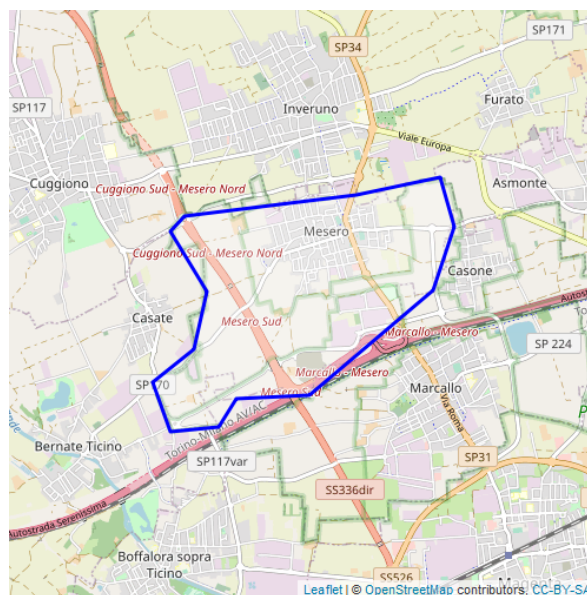 SP171
SP34
Furato
SP117
Inveruno
Viale Europa
Cuggiono
Cuggiono Sud - Mesero Nord
Asmonte
Mesero
Cuggiono Sud - Mesero Nord
Casone
Autostrada
Casate
Mesero Sud
Marcallo - Mesero
SP 224
Marcallo - Mesero
Marcallo
Mesero Sud
Via Roma
Bernate Ticino
Torino-Milano AV/AC
SP117var
SP31
SS336dir
Autostrada Serenissima
Boffalora sopra
Ticino
SS526
Magenta
Leaflet | © OpenStreetMap contributors, CC-BY-SA